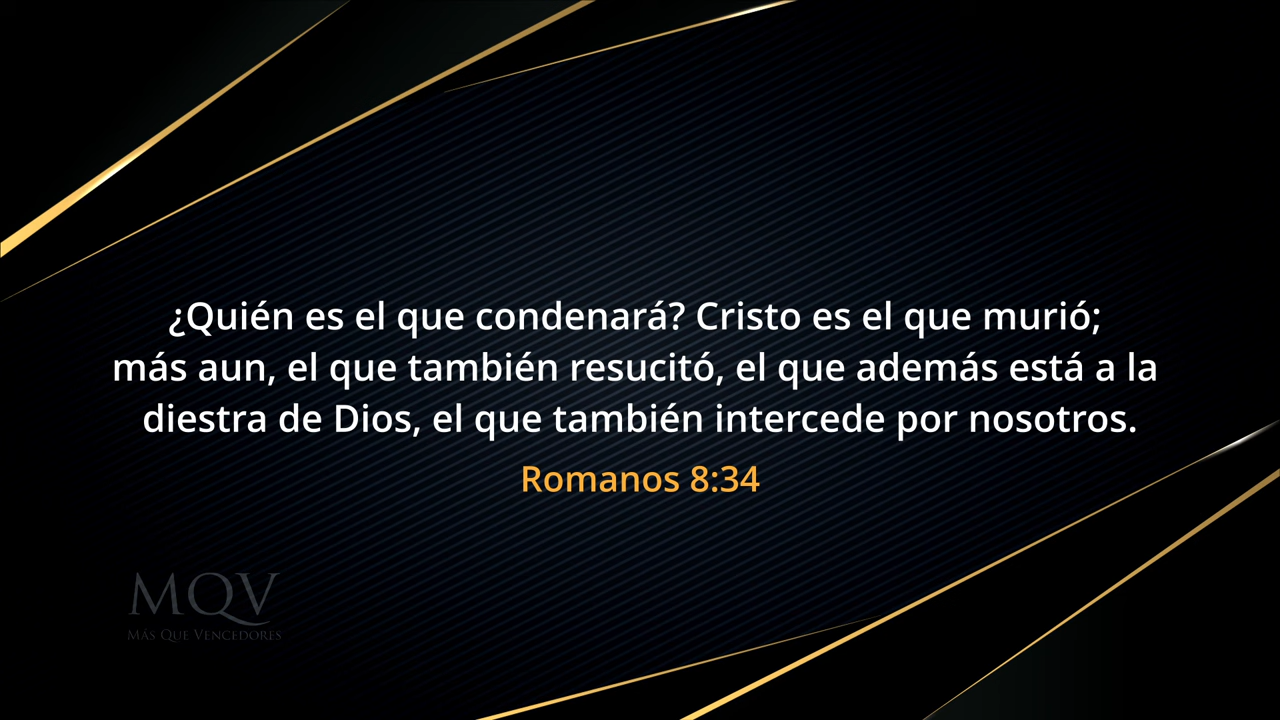 ¿Quién es el que condenará? Cristo es el que murió;
más aun, el que también resucitó, el que además está a la
diestra de Dios, el que también intercede por nosotros.
Romanos 8:34
MQV
Más Que Vencedores